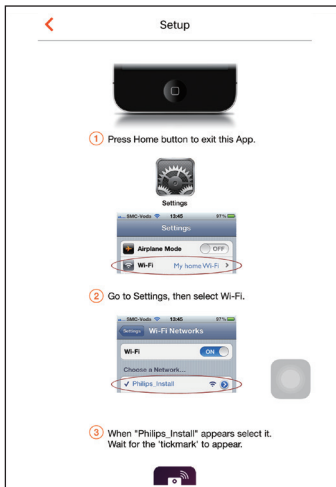 Setup
1 Press Home button to exit this App.
Settings
SMC-Vods 13:45 97%
Settings
Airplane Mode OFF
Wi-Fi My home Wi-Fi
2 Go to Settings, then select Wi-Fi.
SMC-Vods 13:45 97%
Settings Wi-Fi Networks
Wi-Fi ON
Choose a Network...
✓ Philips_Install
3 When "Philips_Install" appears select it.
Wait for the 'tickmark' to appear.